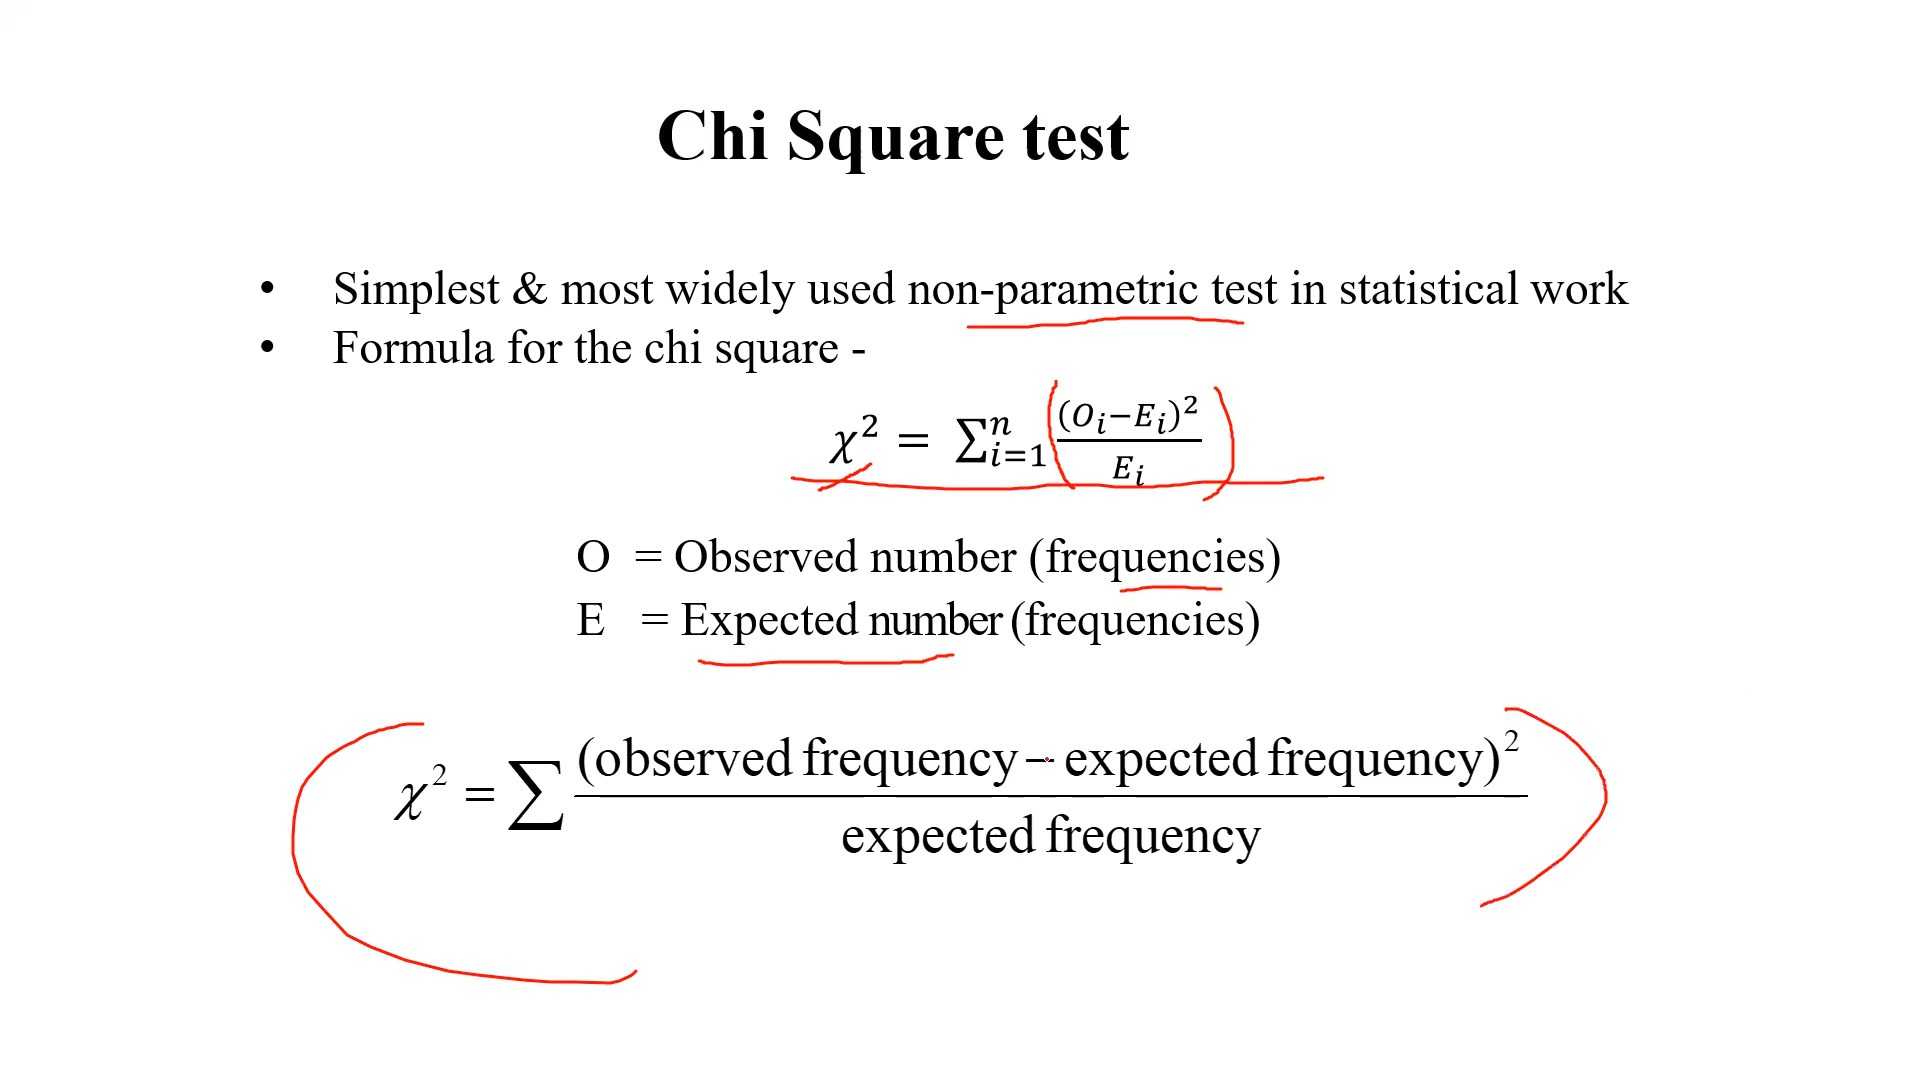 Chi Square test
• Simplest & most widely used non-parametric test in statistical work
• Formula for the chi square -
χ² = ∑ⁿᵢ₌₁ (Oᵢ−Eᵢ)² / Eᵢ
O = Observed number (frequencies)
E = Expected number (frequencies)
χ² = ∑ (observed frequency − expected frequency)² / expected frequency